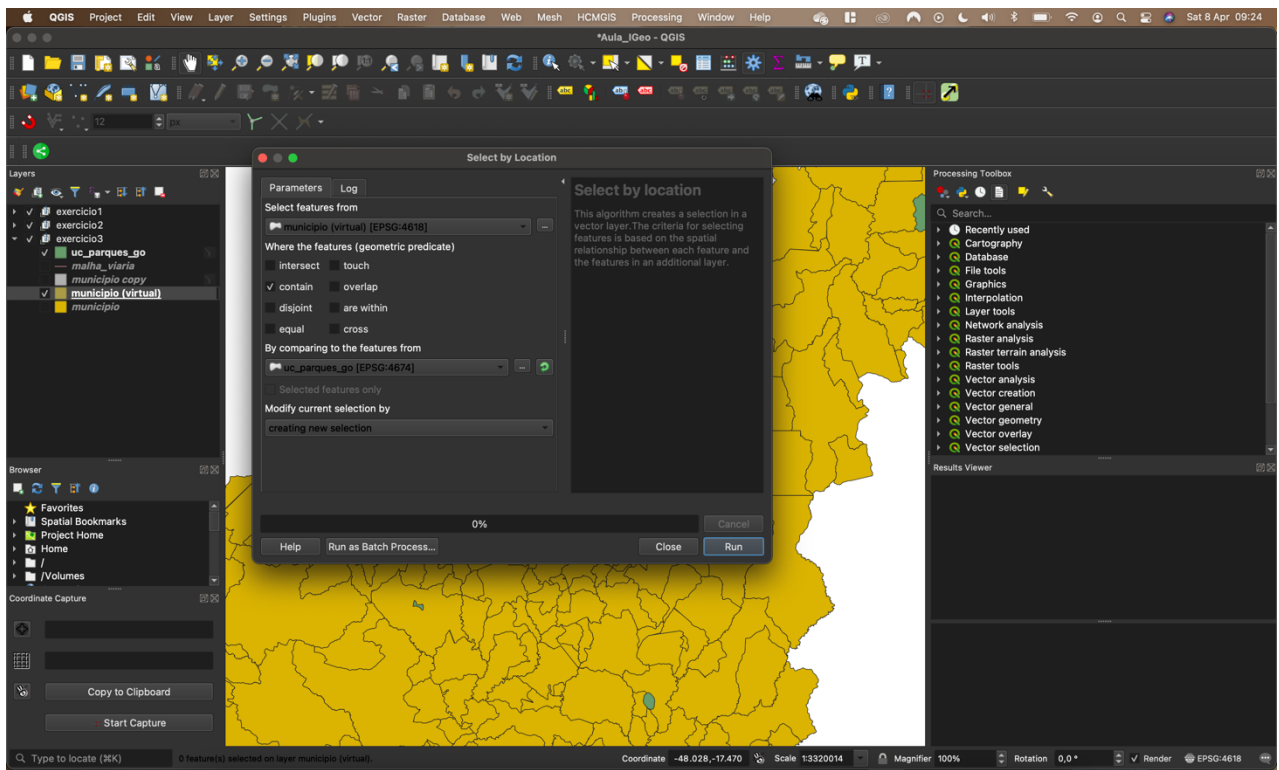 QGIS Project Edit View Layer Settings Plugins Vector Raster Database Web Mesh HCMGIS Processing Window Help Sat 8 Apr 09:24
*Aula_IGeo - QGIS
12 px
Layers
exercicio1
exercicio2
exercicio3
uc_parques_go
malha_viaria
municipio copy
municipio (virtual)
municipio
Browser
Favorites
Spatial Bookmarks
Project Home
Home
/
/Volumes
Coordinate Capture
Copy to Clipboard
Start Capture
Select by Location
Parameters Log
Select features from
municipio (virtual) [EPSG:4618]
Where the features (geometric predicate)
intersect touch
contain overlap
disjoint are within
equal cross
By comparing to the features from
uc_parques_go [EPSG:4674]
Selected features only
Modify current selection by
creating new selection
Select by location
This algorithm creates a selection in a
vector layer.The criteria for selecting
features is based on the spatial
relationship between each feature and
the features in an additional layer.
0%
Cancel
Help Run as Batch Process... Close Run
Processing Toolbox
Search...
Recently used
Cartography
Database
File tools
Graphics
Interpolation
Layer tools
Network analysis
Raster analysis
Raster terrain analysis
Raster tools
Vector analysis
Vector creation
Vector general
Vector geometry
Vector overlay
Vector selection
Results Viewer
Type to locate (⌘K) 0 feature(s) selected on layer municipio (virtual). Coordinate -48.028,-17.470 Scale 1:3320014 Magnifier 100% Rotation 0,0 ° Render EPSG:4618